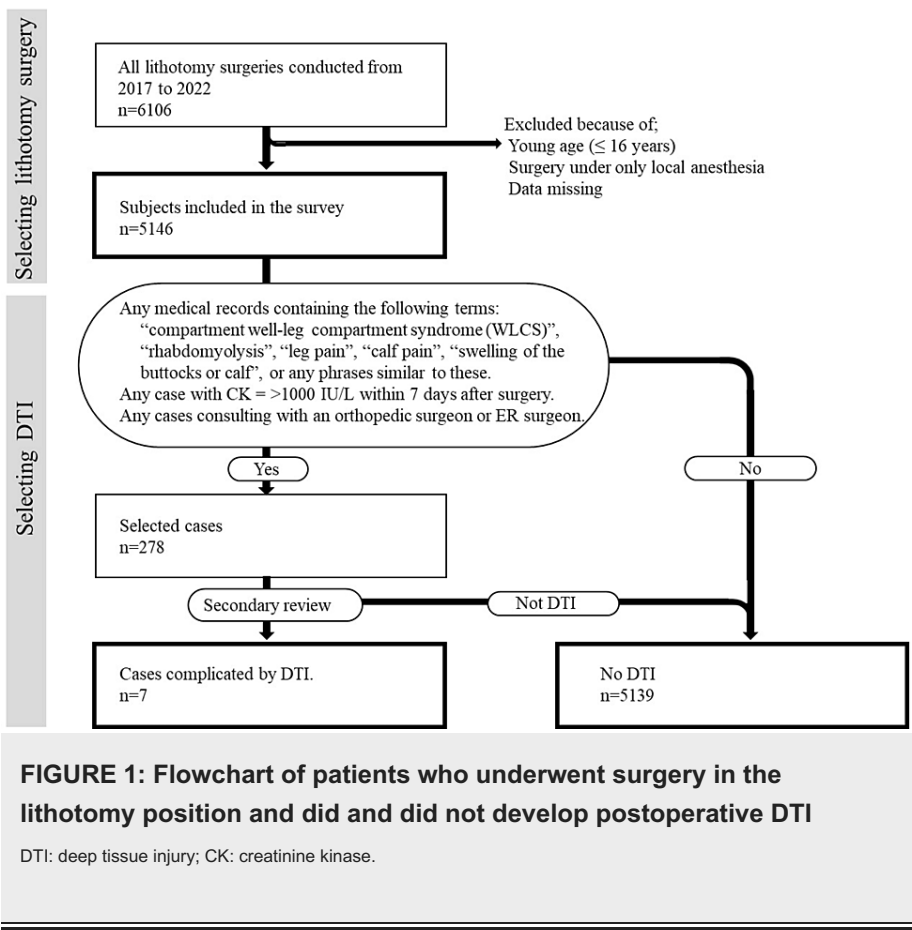 Selecting lithotomy surgery
All lithotomy surgeries conducted from
2017 to 2022
n=6106
Excluded because of;
Young age (≤ 16 years)
Surgery under only local anesthesia
Data missing
Subjects included in the survey
n=5146
Selecting DTI
Any medical records containing the following terms:
“compartment well-leg compartment syndrome (WLCS)”,
“rhabdomyolysis”, “leg pain”, “calf pain”, “swelling of the
buttocks or calf”, or any phrases similar to these.
Any case with CK = >1000 IU/L within 7 days after surgery.
Any cases consulting with an orthopedic surgeon or ER surgeon.
Yes
No
Selected cases
n=278
Secondary review
Not DTI
Cases complicated by DTI.
n=7
No DTI
n=5139
FIGURE 1: Flowchart of patients who underwent surgery in the
lithotomy position and did and did not develop postoperative DTI
DTI: deep tissue injury; CK: creatinine kinase.